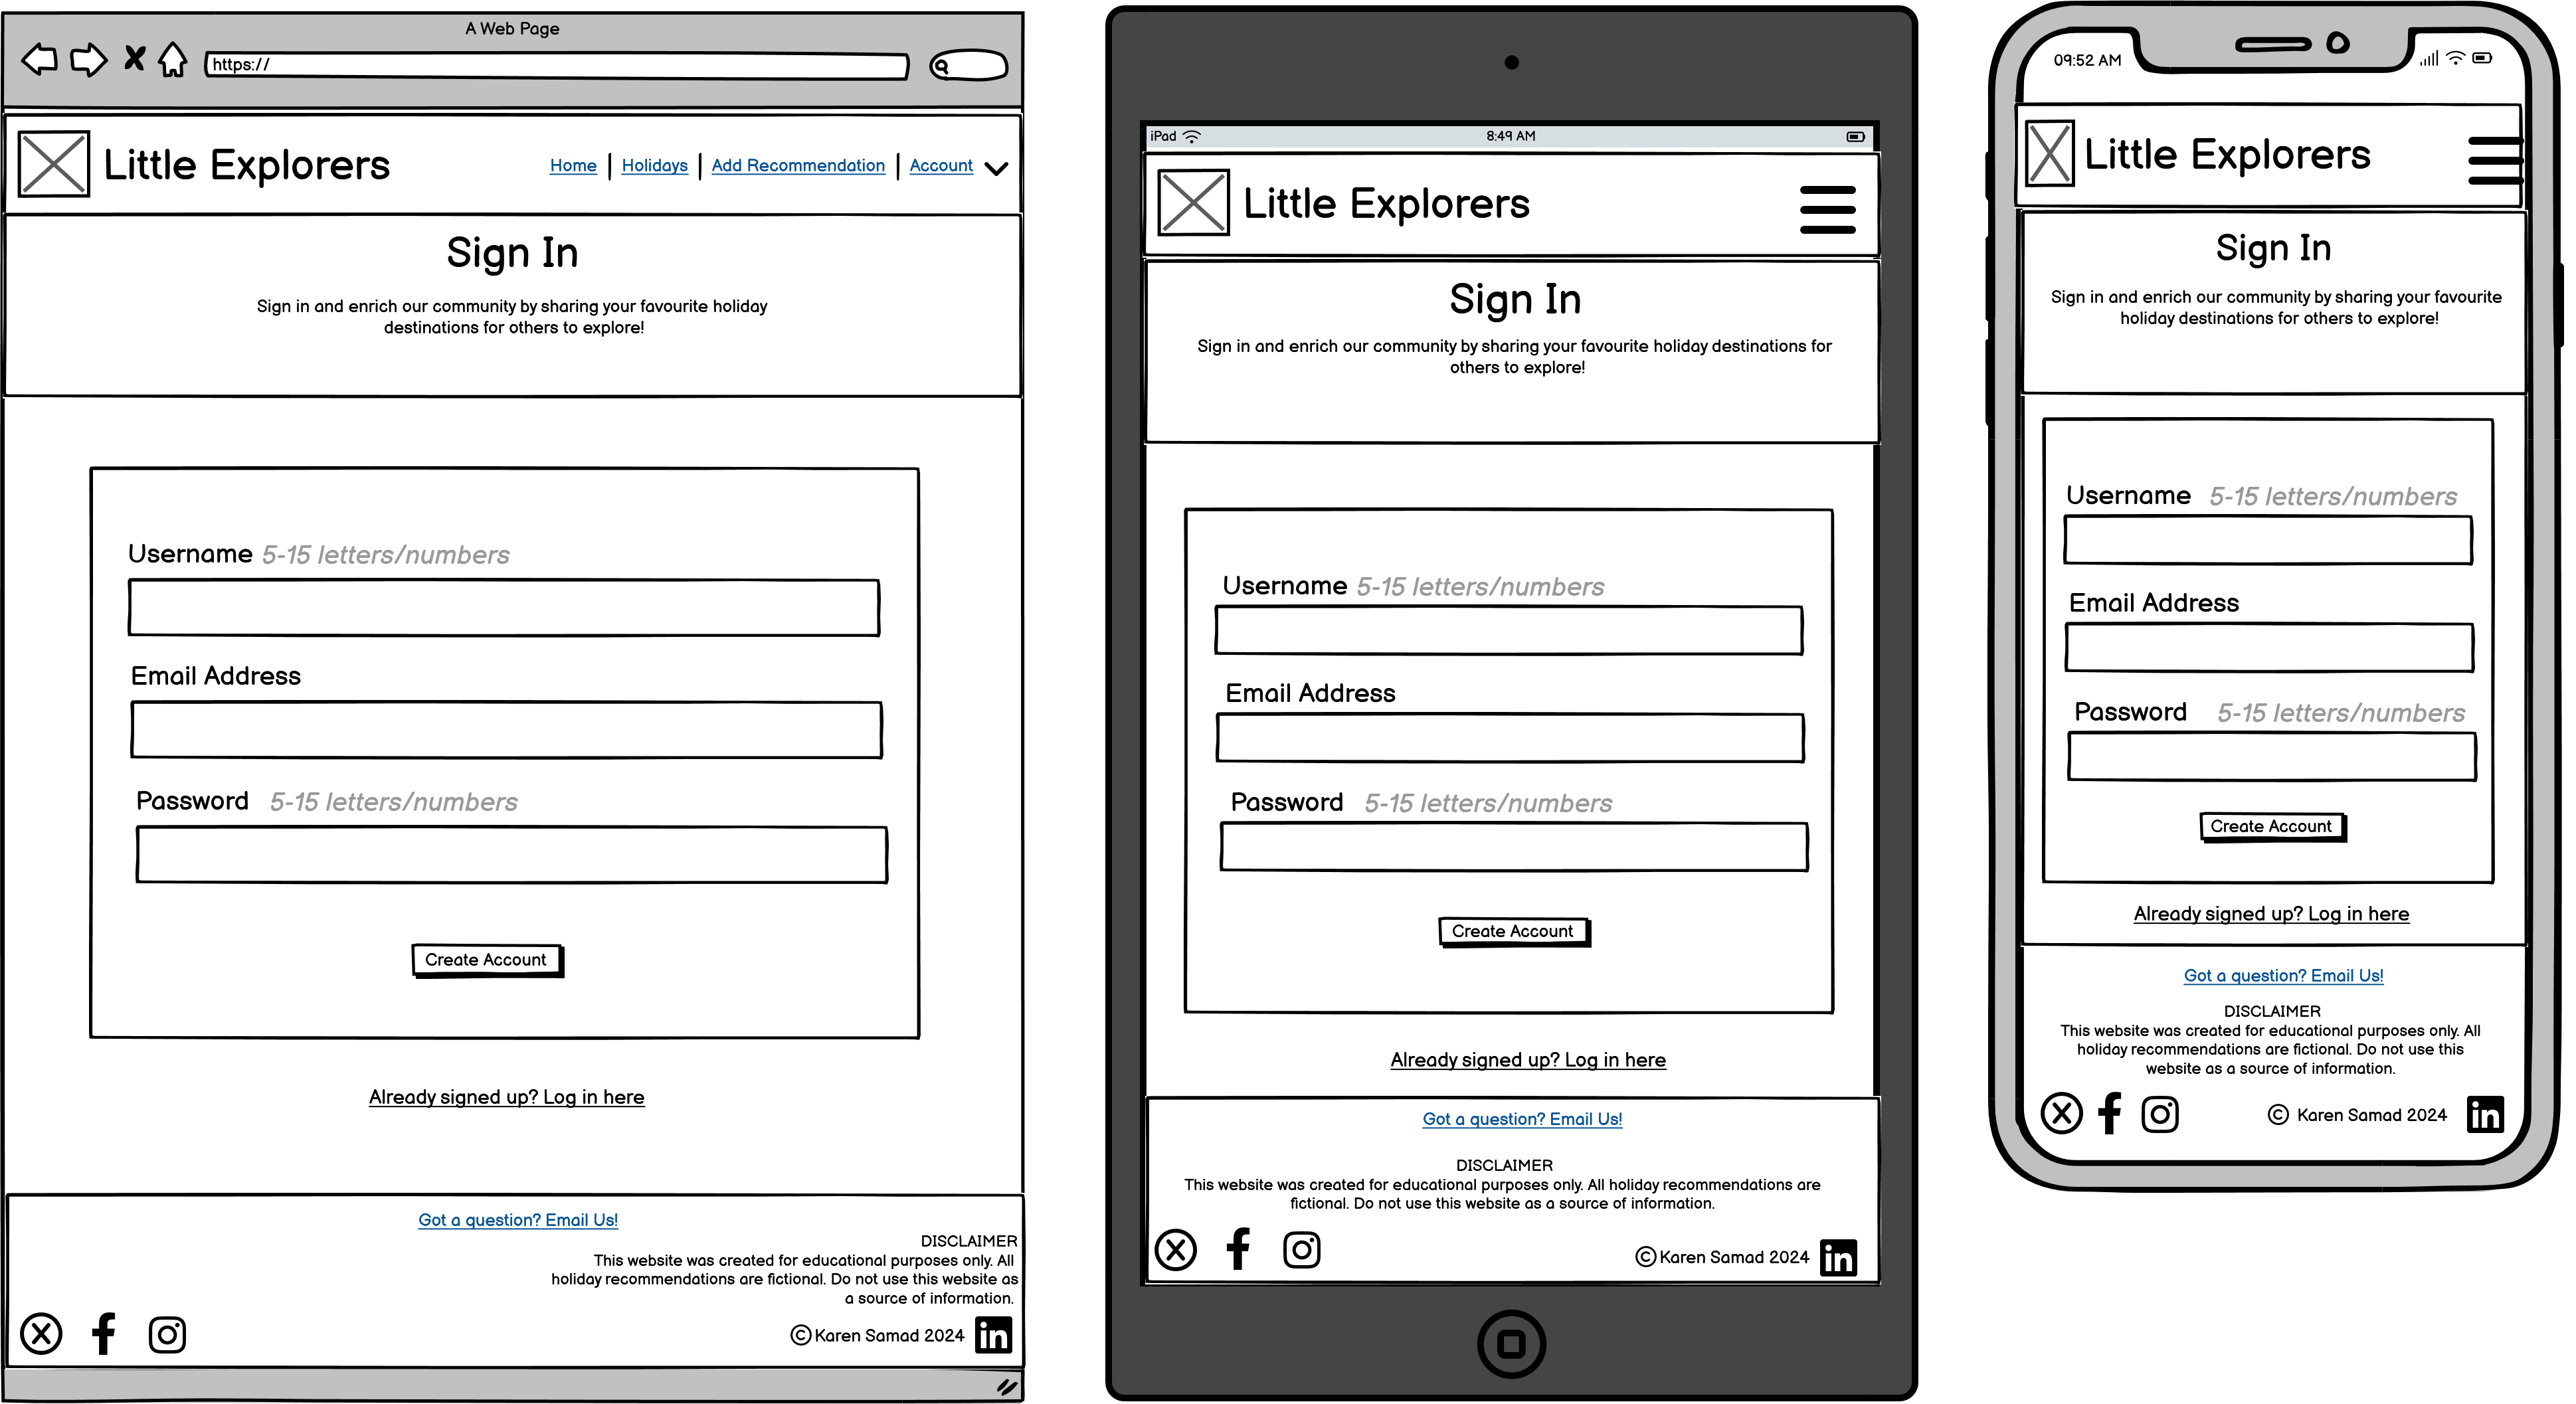 A Web Page
https://
Little Explorers
Home | Holidays | Add Recommendation | Account
Sign In
Sign in and enrich our community by sharing your favourite holiday
destinations for others to explore!
Username 5-15 letters/numbers
Email Address
Password 5-15 letters/numbers
Create Account
Already signed up? Log in here
Got a question? Email Us!
DISCLAIMER
This website was created for educational purposes only. All
holiday recommendations are fictional. Do not use this website as
a source of information.
© Karen Samad 2024 in
iPad 8:49 AM
Little Explorers
Sign In
Sign in and enrich our community by sharing your favourite holiday destinations for
others to explore!
Username 5-15 letters/numbers
Email Address
Password 5-15 letters/numbers
Create Account
Already signed up? Log in here
Got a question? Email Us!
DISCLAIMER
This website was created for educational purposes only. All holiday recommendations are
fictional. Do not use this website as a source of information.
© Karen Samad 2024 in
09:52 AM
Little Explorers
Sign In
Sign in and enrich our community by sharing your favourite
holiday destinations for others to explore!
Username 5-15 letters/numbers
Email Address
Password 5-15 letters/numbers
Create Account
Already signed up? Log in here
Got a question? Email Us!
DISCLAIMER
This website was created for educational purposes only. All
holiday recommendations are fictional. Do not use this
website as a source of information.
© Karen Samad 2024 in